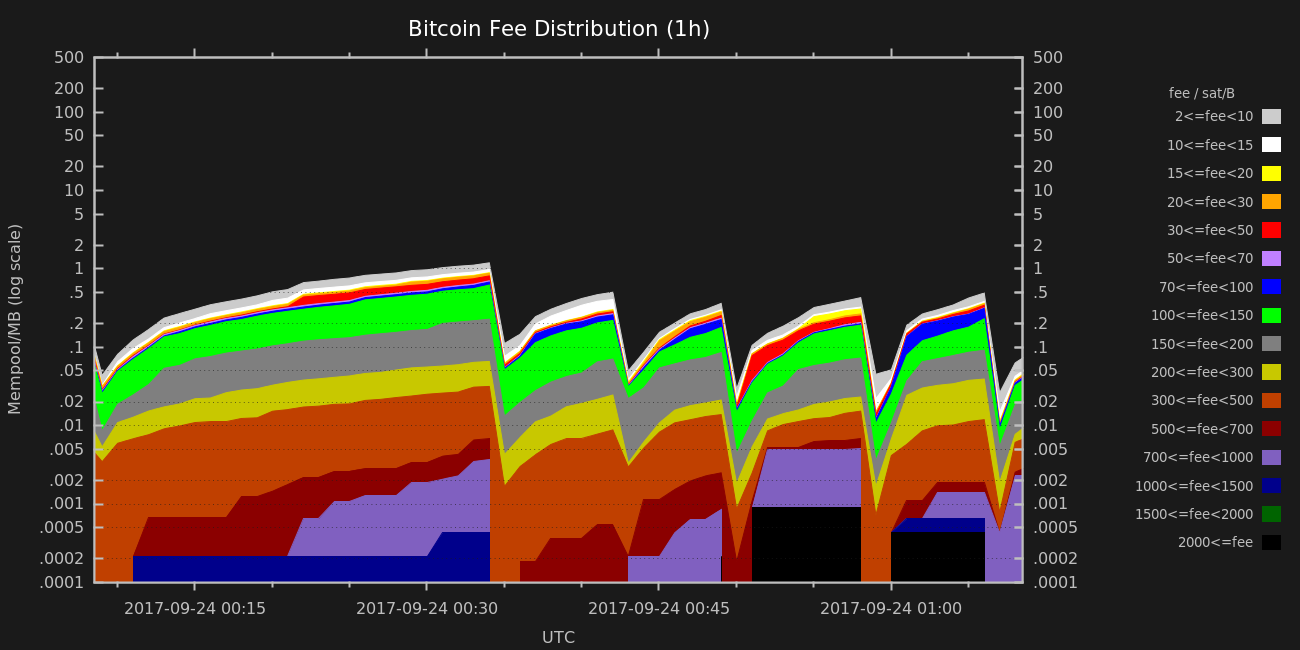 Bitcoin Fee Distribution (1h)
Mempool/MB (log scale)
500
200
100
50
20
10
5
2
1
.5
.2
.1
.05
.02
.01
.005
.002
.001
.0005
.0002
.0001
500
200
100
50
20
10
5
2
1
.5
.2
.1
.05
.02
.01
.005
.002
.001
.0005
.0002
.0001
fee / sat/B
2<=fee<10
10<=fee<15
15<=fee<20
20<=fee<30
30<=fee<50
50<=fee<70
70<=fee<100
100<=fee<150
150<=fee<200
200<=fee<300
300<=fee<500
500<=fee<700
700<=fee<1000
1000<=fee<1500
1500<=fee<2000
2000<=fee
2017-09-24 00:15 2017-09-24 00:30 2017-09-24 00:45 2017-09-24 01:00
UTC